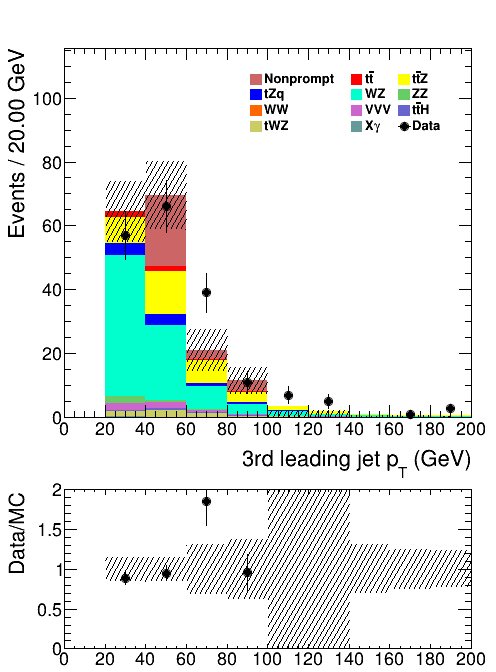 Events / 20.00 GeV
100
80
60
40
20
0
Nonprompt tt̄ tt̄Z
tZq WZ ZZ
WW VVV tt̄H
tWZ Xγ Data
0 20 40 60 80 100 120 140 160 180 200
3rd leading jet p_T (GeV)
Data/MC
2
1.5
1
0.5
0
0 20 40 60 80 100 120 140 160 180 200